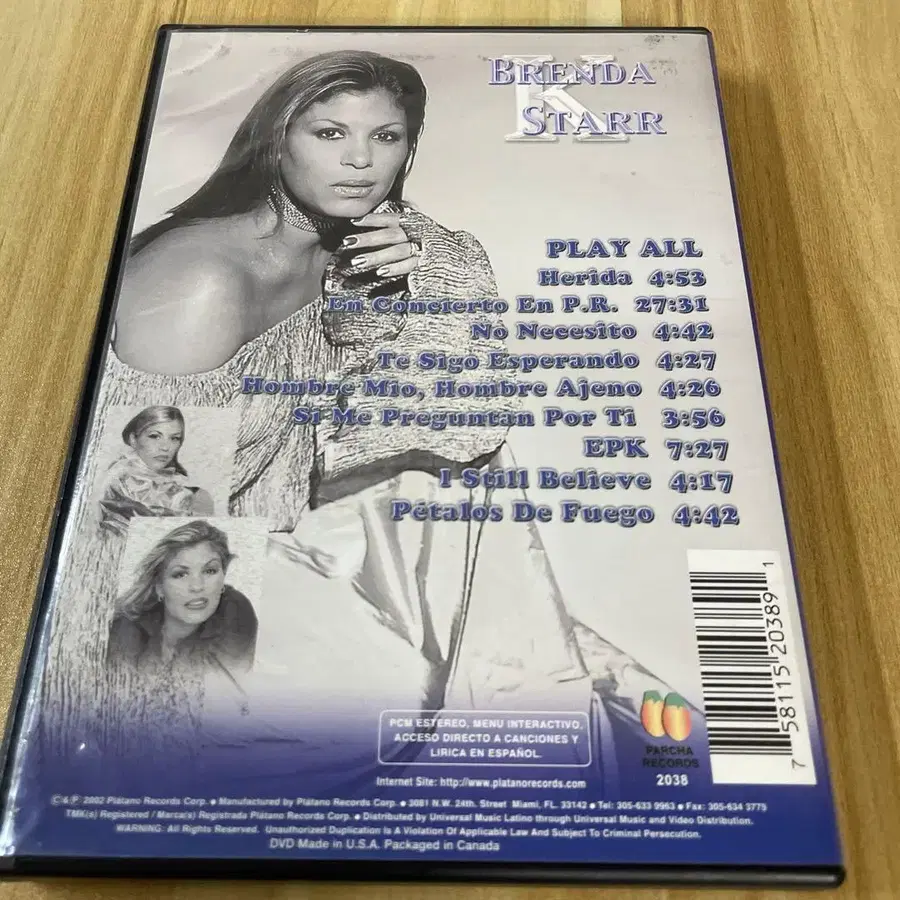 BRENDA
K
STARR
PLAY ALL
Herida 4:53
En Concierto En P.R. 27:31
No Necesito 4:42
Te Sigo Esperando 4:27
Hombre Mio, Hombre Ajeno 4:26
Si Me Preguntan Por Ti 3:56
EPK 7:27
I Still Believe 4:17
Pétalos De Fuego 4:42
7 58115 20389 1
PCM ESTEREO, MENU INTERACTIVO,
ACCESO DIRECTO A CANCIONES Y
LIRICA EN ESPAÑOL.
PARCHA
RECORDS
2038
Internet Site: http://www.platanorecords.com
©&℗ 2002 Plátano Records Corp. ● Manufactured by Plátano Records Corp. ● 3081 N.W. 24th. Street Miami, FL. 33142 ● Tel: 305-633 9963 ● Fax: 305-634 3775
TMK(s) Registered / Marca(s) Registrada Plátano Records Corp. ● Distributed by Universal Music Latino through Universal Music and Video Distribution.
WARNING: All Rights Reserved. Unauthorized Duplication Is A Violation Of Applicable Law And Subject To Criminal Persecution.
DVD Made in U.S.A. Packaged in Canada